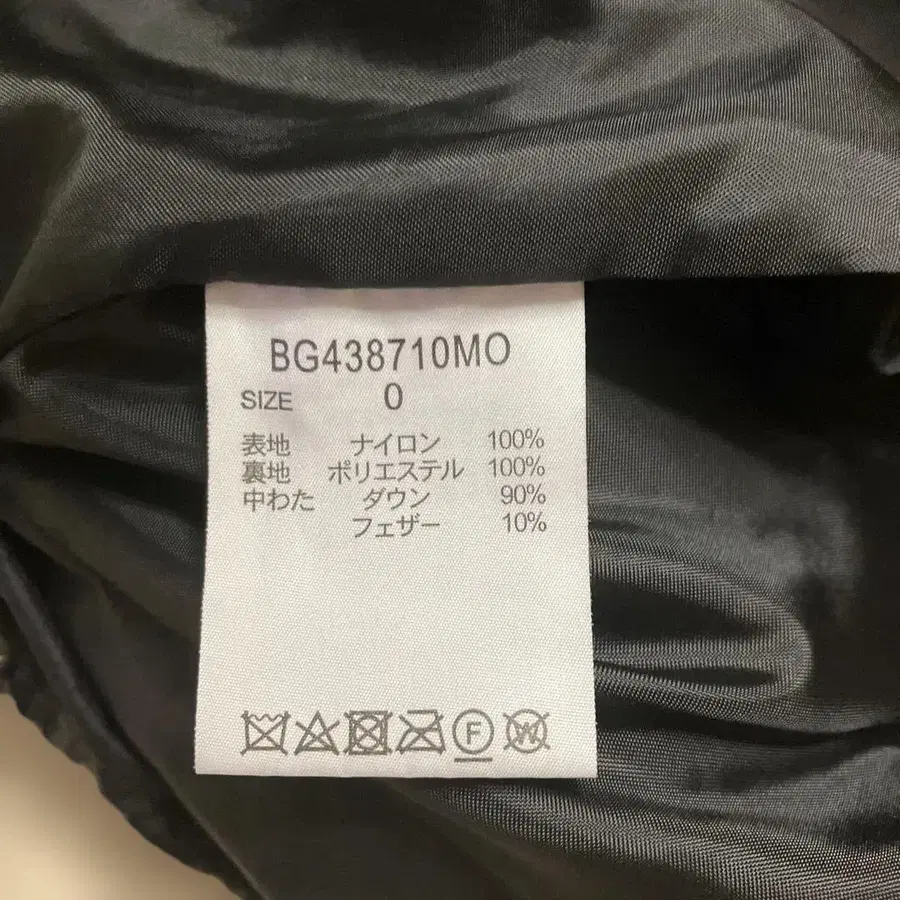 BG438710MO
SIZE 0
表地 ナイロン 100%
裏地 ポリエステル 100%
中わた ダウン 90%
フェザー 10%
F W